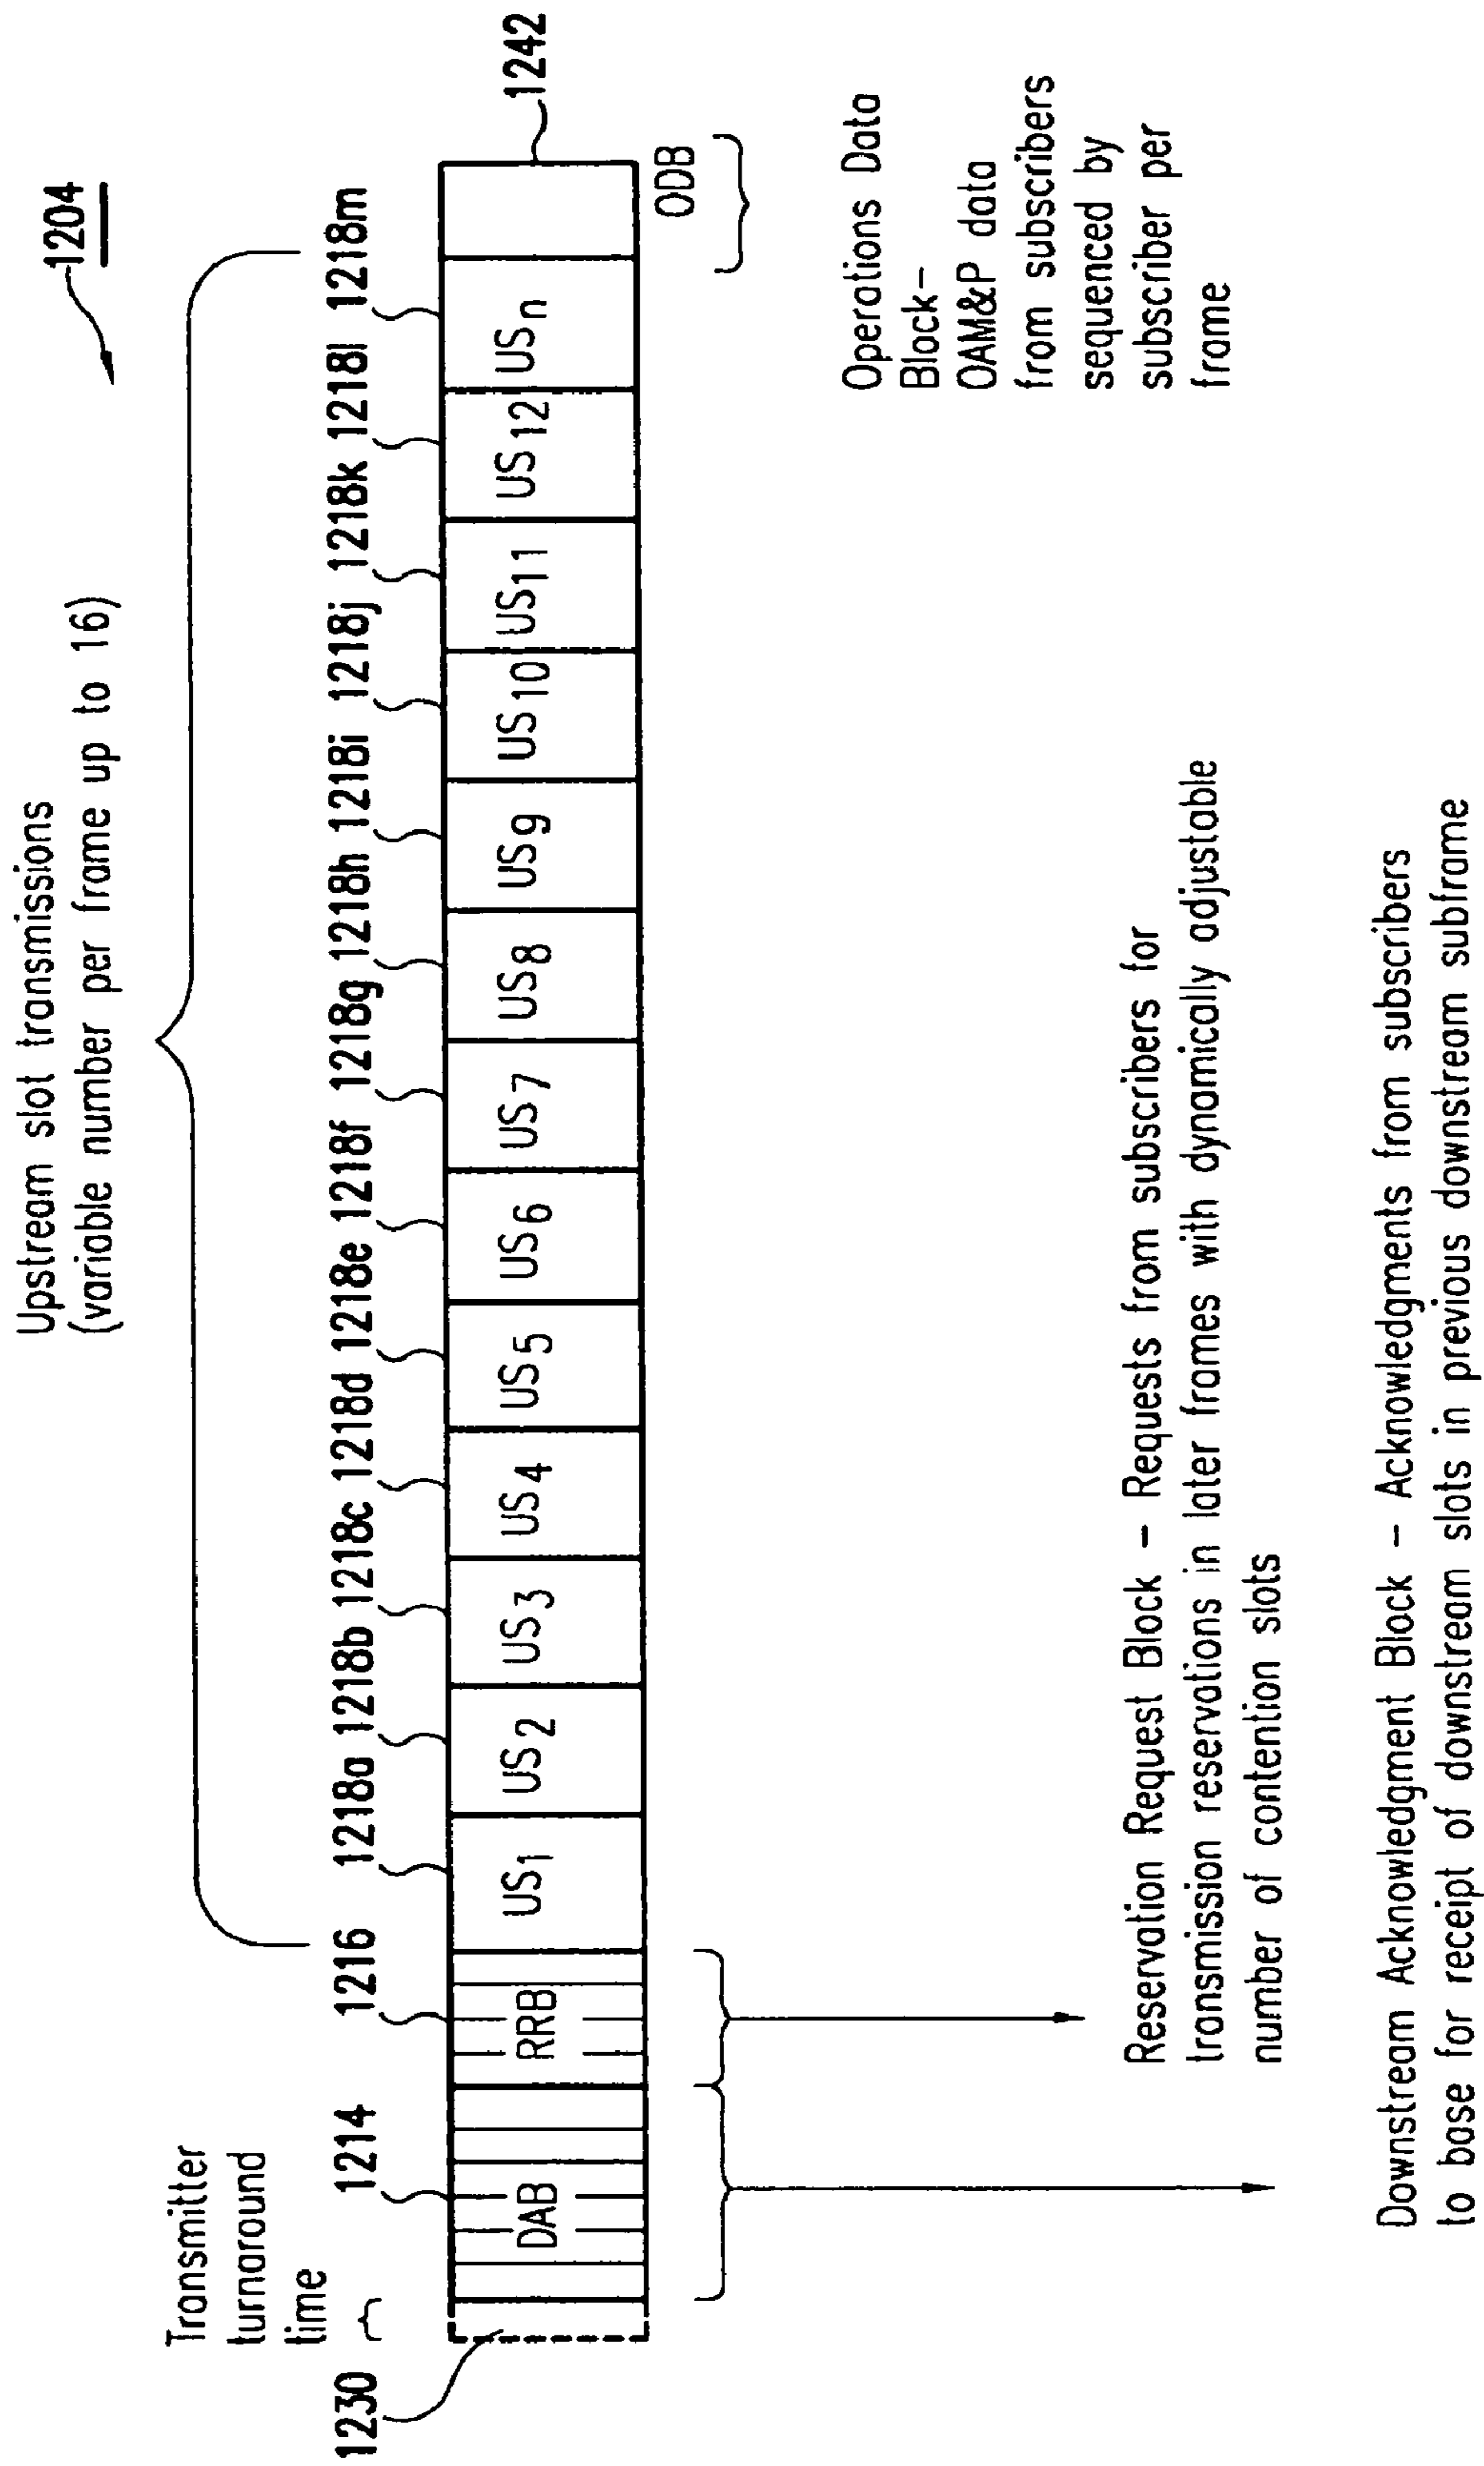 1204
Upstream slot transmissions
(variable number per frame up to 16)
Transmitter
turnaround
time
1230
1214
1216
1218a
1218b
1218c
1218d
1218e
1218f
1218g
1218h
1218i
1218j
1218k
1218l
1218m
DAB
RRB
US1
US2
US3
US4
US5
US6
US7
US8
US9
US10
US11
US12
USn
1242
ODB
Operations Data
Block-
OAM&P data
from subscribers
sequenced by
subscriber per
frame
Reservation Request Block - Requests from subscribers for
transmission reservations in later frames with dynamically adjustable
number of contention slots
Downstream Acknowledgment Block - Acknowledgments from subscribers
to base for receipt of downstream slots in previous downstream subframe